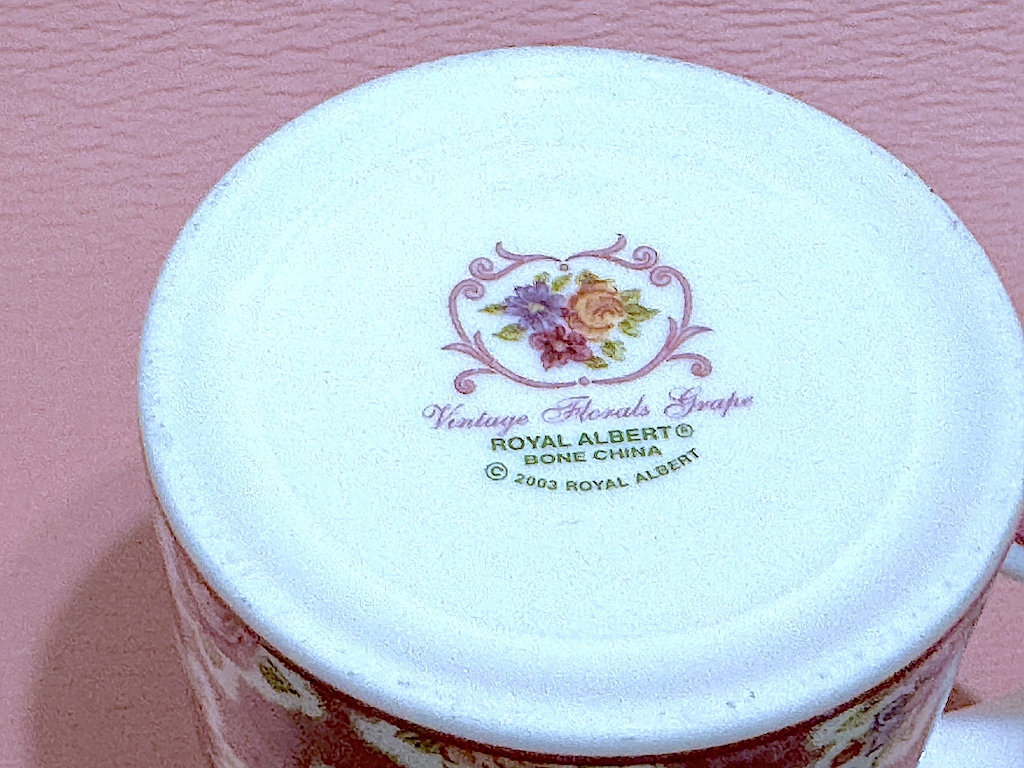 Vintage Florals Grape
ROYAL ALBERT®
BONE CHINA
© 2003 ROYAL ALBERT